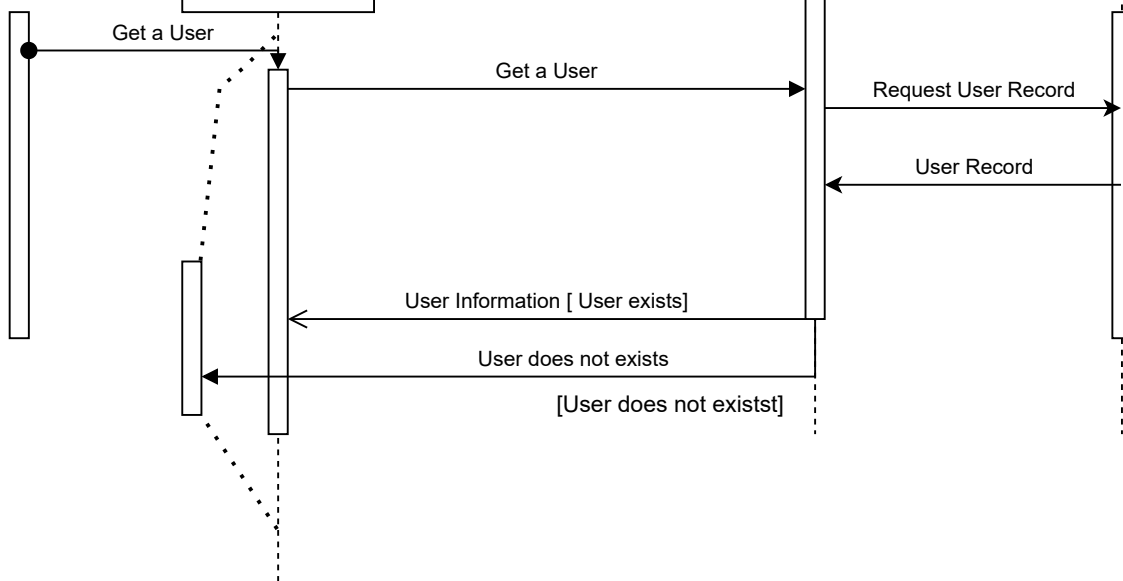 Get a User
Get a User
Request User Record
User Record
User Information [ User exists]
User does not exists
[User does not existst]